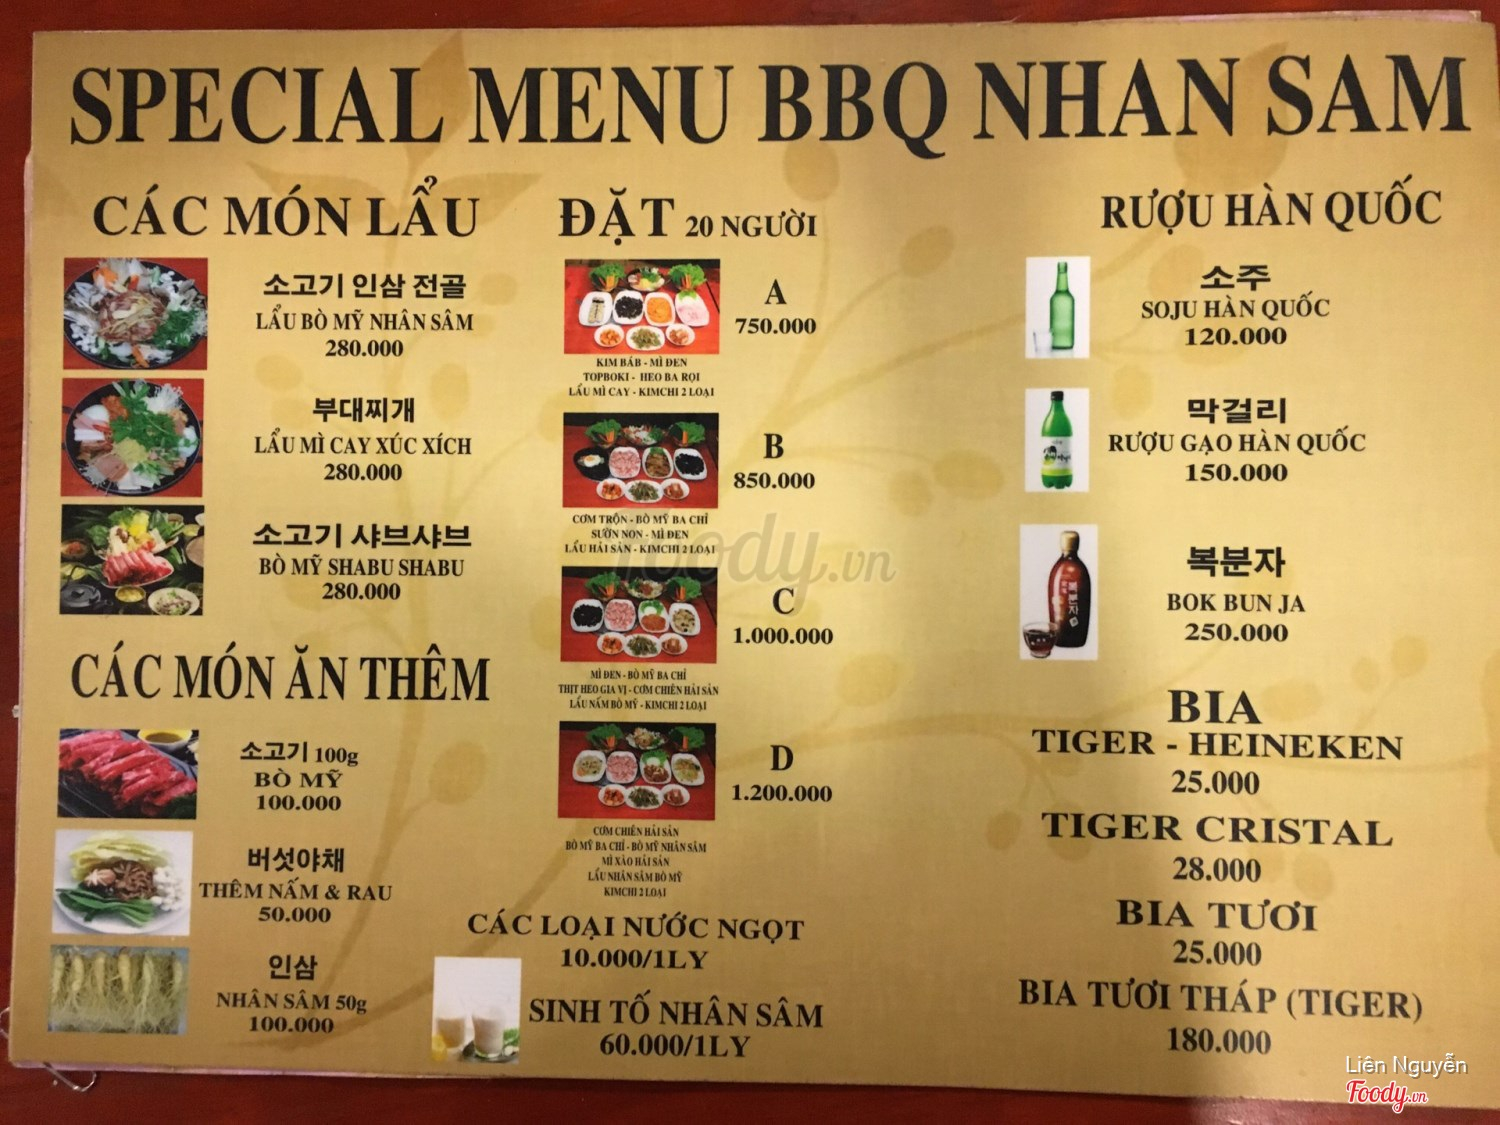 SPECIAL MENU BBQ NHAN SAM
CÁC MÓN LẨU
소고기 인삼 전골
LẨU BÒ MỸ NHÂN SÂM
280.000
부대찌개
LẨU MÌ CAY XÚC XÍCH
280.000
소고기 샤브샤브
BÒ MỸ SHABU SHABU
280.000
CÁC MÓN ĂN THÊM
소고기 100g
BÒ MỸ
100.000
버섯야채
THÊM NẤM & RAU
50.000
인삼
NHÂN SÂM 50g
100.000
ĐẶT 20 NGƯỜI
A
750.000
KIM BẮB - MÌ ĐEN
TOPBOKI - HEO BA RỌI
LẨU MÌ CAY - KIMCHI 2 LOẠI
B
850.000
CƠM TRỘN - BÒ MỸ BA CHỈ
SƯỜN NON - MÌ ĐEN
LẨU HẢI SẢN - KIMCHI 2 LOẠI
C
1.000.000
MÌ ĐEN - BÒ MỸ BA CHỈ
THỊT HEO GIA VỊ - CƠM CHIÊN HẢI SẢN
LẨU NẤM BÒ MỸ - KIMCHI 2 LOẠI
D
1.200.000
CƠM CHIÊN HẢI SẢN
BÒ MỸ BA CHỈ - BÒ MỸ NHÂN SÂM
MÌ XÀO HẢI SẢN
LẨU NHÂN SÂM BÒ MỸ
KIMCHI 2 LOẠI
CÁC LOẠI NƯỚC NGỌT
10.000/1LY
SINH TỐ NHÂN SÂM
60.000/1LY
RƯỢU HÀN QUỐC
소주
SOJU HÀN QUỐC
120.000
막걸리
RƯỢU GẠO HÀN QUỐC
150.000
복분자
복분자
BOK BUN JA
250.000
BIA
TIGER - HEINEKEN
25.000
TIGER CRISTAL
28.000
BIA TƯƠI
25.000
BIA TƯƠI THÁP (TIGER)
180.000
Foody.vn
Liên Nguyễn
Foody.vn